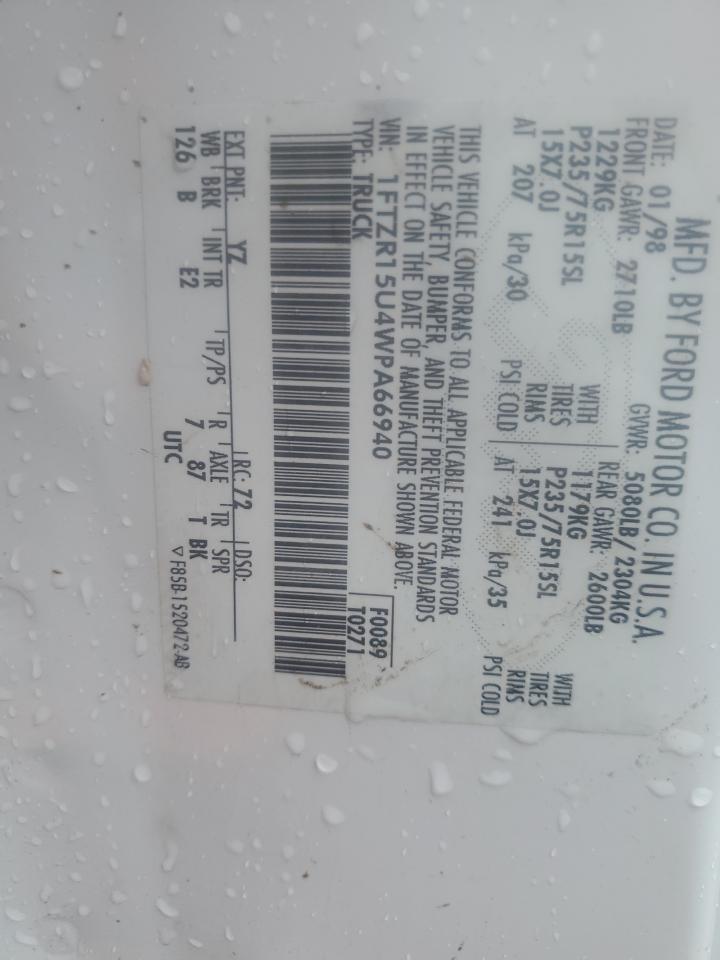 MFD. BY FORD MOTOR CO. IN U.S.A.
DATE: 01/98 GVWR: 5080LB/2304KG
FRONT GAWR: 2710LB REAR GAWR: 2600LB
1229KG WITH 1179KG WITH
P235/75R15SL TIRES P235/75R15SL TIRES
15X7.0J RIMS 15X7.0J RIMS
AT 207 kPa/30 PSI COLD AT 241 kPa/35 PSI COLD
THIS VEHICLE CONFORMS TO ALL APPLICABLE FEDERAL MOTOR
VEHICLE SAFETY, BUMPER, AND THEFT PREVENTION STANDARDS
IN EFFECT ON THE DATE OF MANUFACTURE SHOWN ABOVE.
VIN: 1FTZR15U4WPA66940 F0089
TYPE: TRUCK T0271
EXT PNT: YZ RC: 72 DSO:
WB BRK INT TR TP/PS R AXLE TR SPR
126 B E2 7 87 T BK
UTC ▽ F85B-1520472-AB